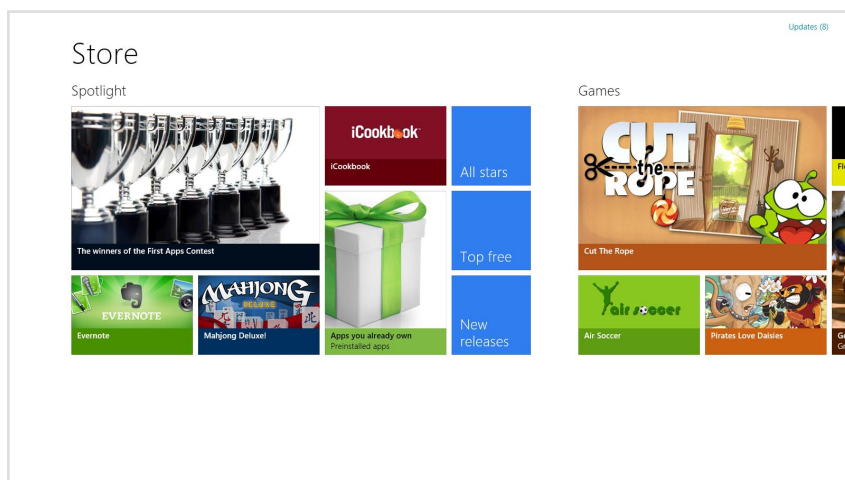 Updates (8)
Store
Spotlight
Games
iCookbook
iCookbook
All stars
The winners of the First Apps Contest
Top free
EVERNOTE
Evernote
MAHJONG
DELUXE
Mahjong Deluxe!
Apps you already own
Preinstalled apps
New
releases
CUT
the
ROPE
Cut The Rope
air soccer
Air Soccer
Pirates Love Daisies